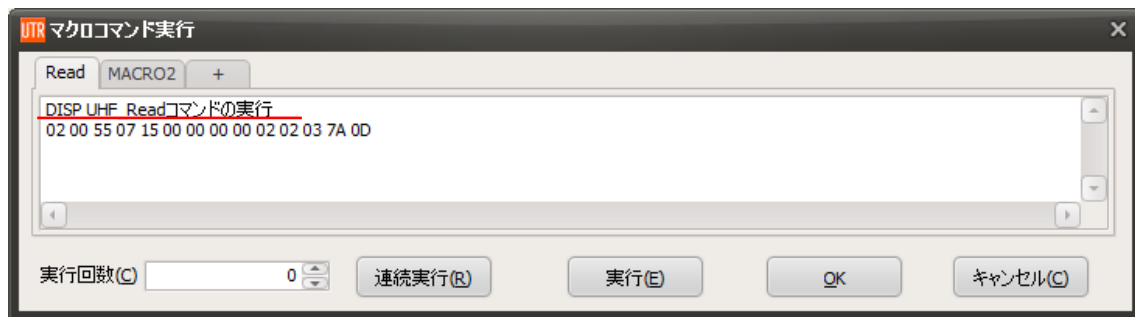 UTR マクロコマンド実行
Read MACRO2 +
DISP UHF_Readコマンドの実行
02 00 55 07 15 00 00 00 00 02 02 03 7A 0D
実行回数(C) 0 連続実行(R) 実行(E) OK キャンセル(C)